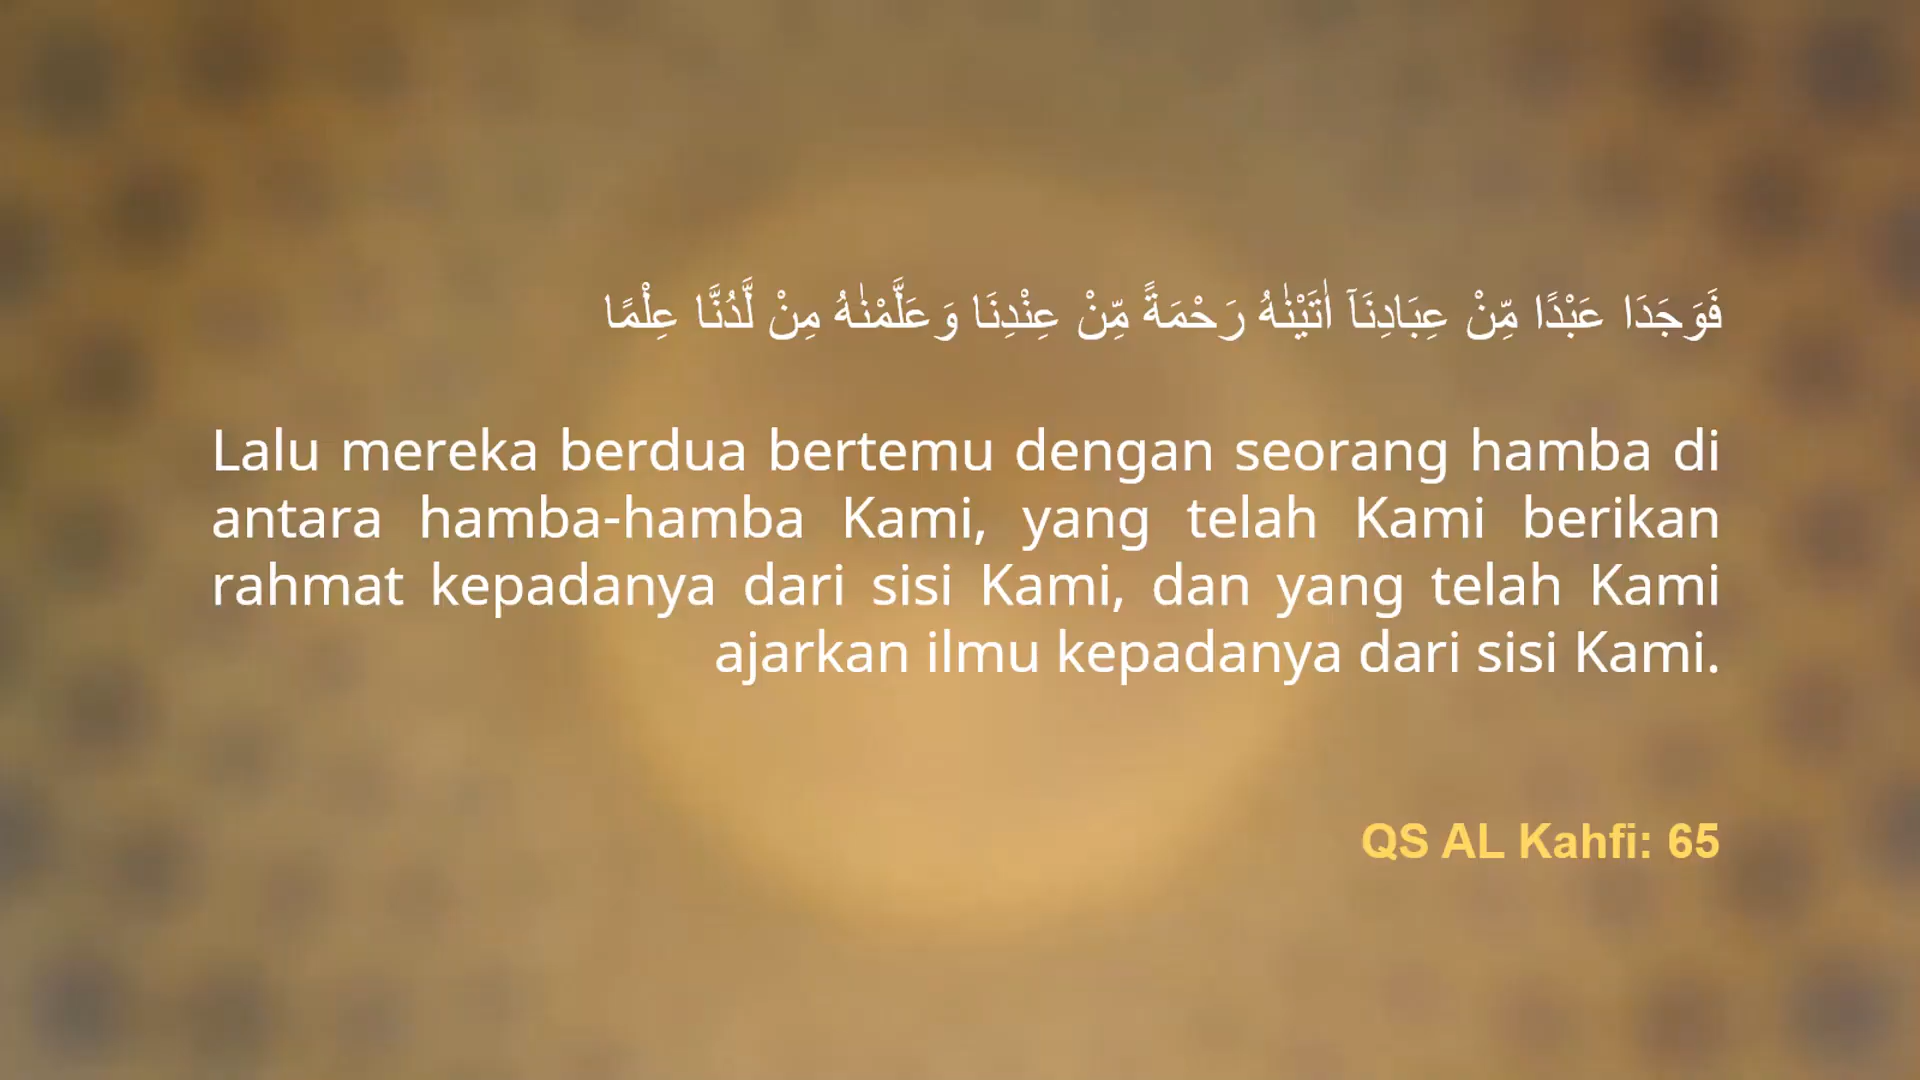 فَوَجَدَا عَبْدًا مِّنْ عِبَادِنَآ اٰتَيْنٰهُ رَحْمَةً مِّنْ عِنْدِنَا وَعَلَّمْنٰهُ مِنْ لَّدُنَّا عِلْمًا
Lalu mereka berdua bertemu dengan seorang hamba di
antara hamba-hamba Kami, yang telah Kami berikan
rahmat kepadanya dari sisi Kami, dan yang telah Kami
ajarkan ilmu kepadanya dari sisi Kami.
QS AL Kahfi: 65